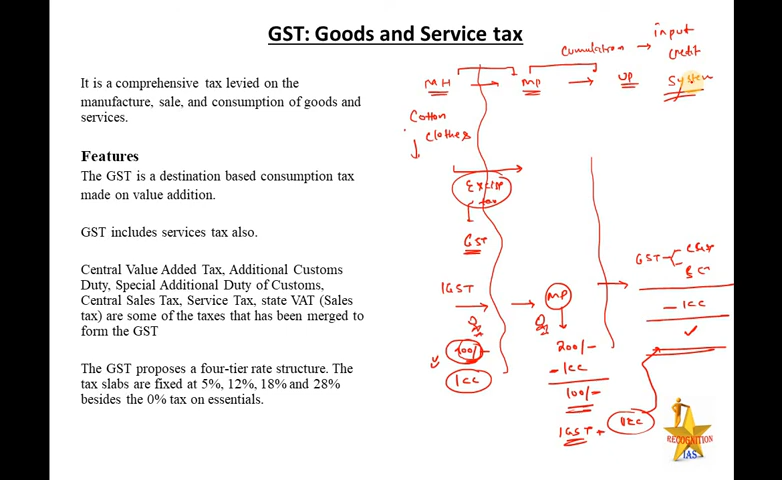 GST: Goods and Service tax
It is a comprehensive tax levied on the
manufacture, sale, and consumption of goods and
services.
Features
The GST is a destination based consumption tax
made on value addition.
GST includes services tax also.
Central Value Added Tax, Additional Customs
Duty, Special Additional Duty of Customs,
Central Sales Tax, Service Tax, state VAT (Sales
tax) are some of the taxes that has been merged to
form the GST
The GST proposes a four-tier rate structure. The
tax slabs are fixed at 5%, 12%, 18% and 28%
besides the 0% tax on essentials.
cumulation → input
credit
system
MH → MP → UP
Cotton
clothes
tax
GST
IGST
MP
GST
- ICC
200/-
200/-
ICC
- ICC
100/-
IGST +
RECOGNITION
IAS